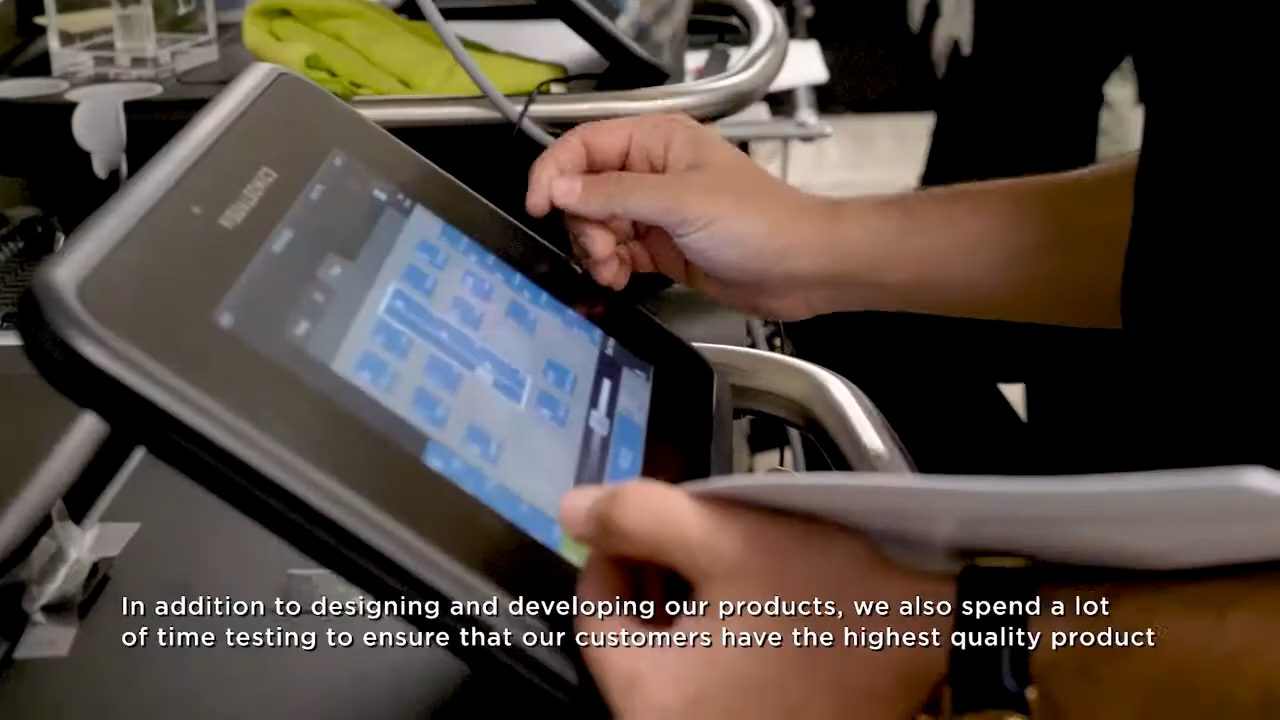 In addition to designing and developing our products, we also spend a lot
of time testing to ensure that our customers have the highest quality product